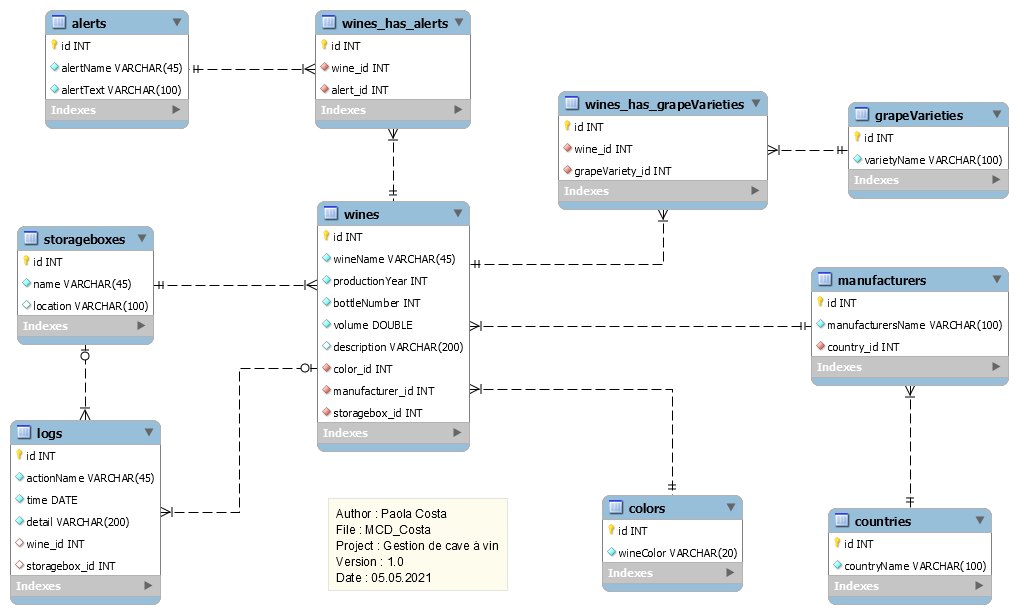 alerts
id INT
alertName VARCHAR(45)
alertText VARCHAR(100)
Indexes
wines_has_alerts
id INT
wine_id INT
alert_id INT
Indexes
wines_has_grapeVarieties
id INT
wine_id INT
grapeVariety_id INT
Indexes
grapeVarieties
id INT
varietyName VARCHAR(100)
Indexes
storageboxes
id INT
name VARCHAR(45)
location VARCHAR(100)
Indexes
wines
id INT
wineName VARCHAR(45)
productionYear INT
bottleNumber INT
volume DOUBLE
description VARCHAR(200)
color_id INT
manufacturer_id INT
storagebox_id INT
Indexes
manufacturers
id INT
manufacturersName VARCHAR(100)
country_id INT
Indexes
logs
id INT
actionName VARCHAR(45)
time DATE
detail VARCHAR(200)
wine_id INT
storagebox_id INT
Indexes
Author : Paola Costa
File : MCD_Costa
Project : Gestion de cave à vin
Version : 1.0
Date : 05.05.2021
colors
id INT
wineColor VARCHAR(20)
Indexes
countries
id INT
countryName VARCHAR(100)
Indexes